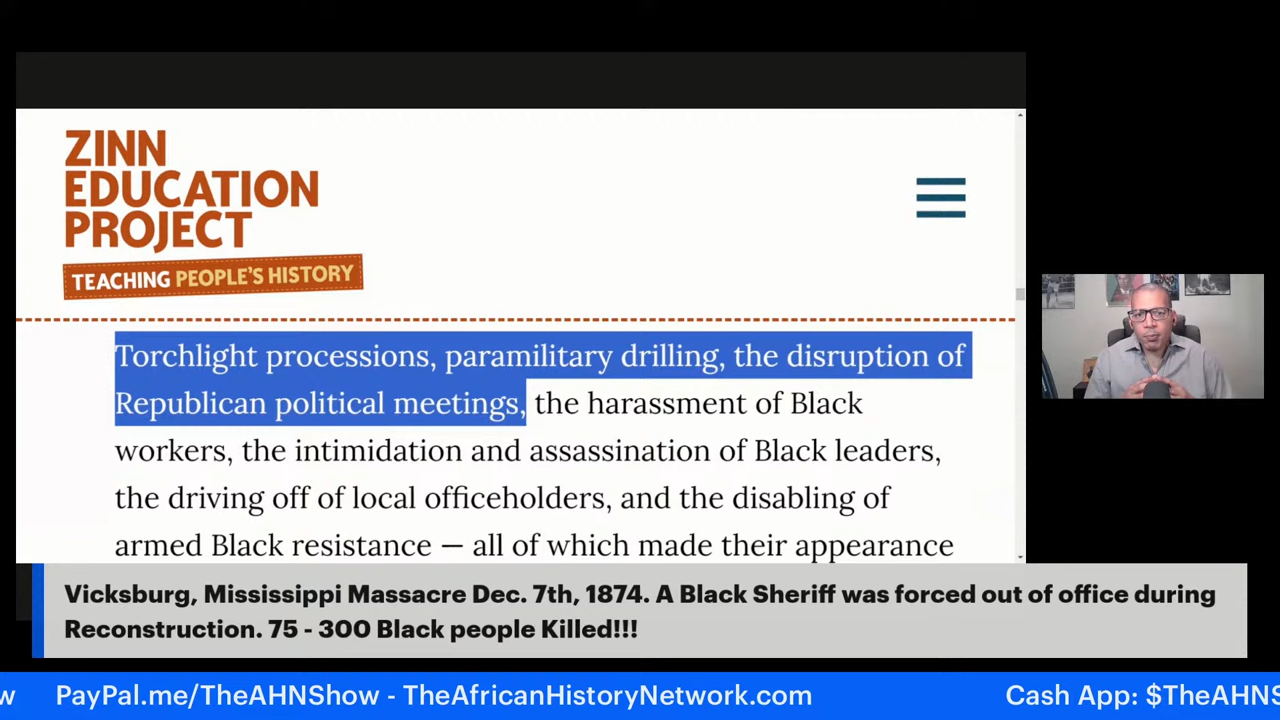 ZINN
EDUCATION
PROJECT
TEACHING PEOPLE'S HISTORY
Torchlight processions, paramilitary drilling, the disruption of
Republican political meetings, the harassment of Black
workers, the intimidation and assassination of Black leaders,
the driving off of local officeholders, and the disabling of
armed Black resistance — all of which made their appearance
Vicksburg, Mississippi Massacre Dec. 7th, 1874. A Black Sheriff was forced out of office during
Reconstruction. 75 - 300 Black people Killed!!!
w PayPal.me/TheAHNShow - TheAfricanHistoryNetwork.com Cash App: $TheAHNS